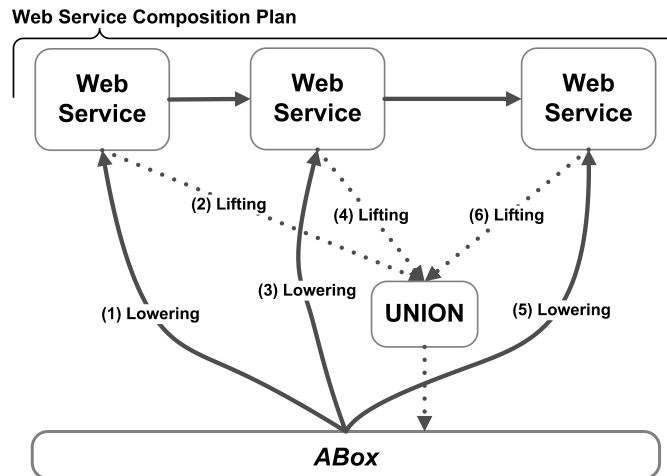 Web Service Composition Plan
Web
Service
Web
Service
Web
Service
(2) Lifting
(4) Lifting
(6) Lifting
(3) Lowering
(1) Lowering
UNION
(5) Lowering
ABox